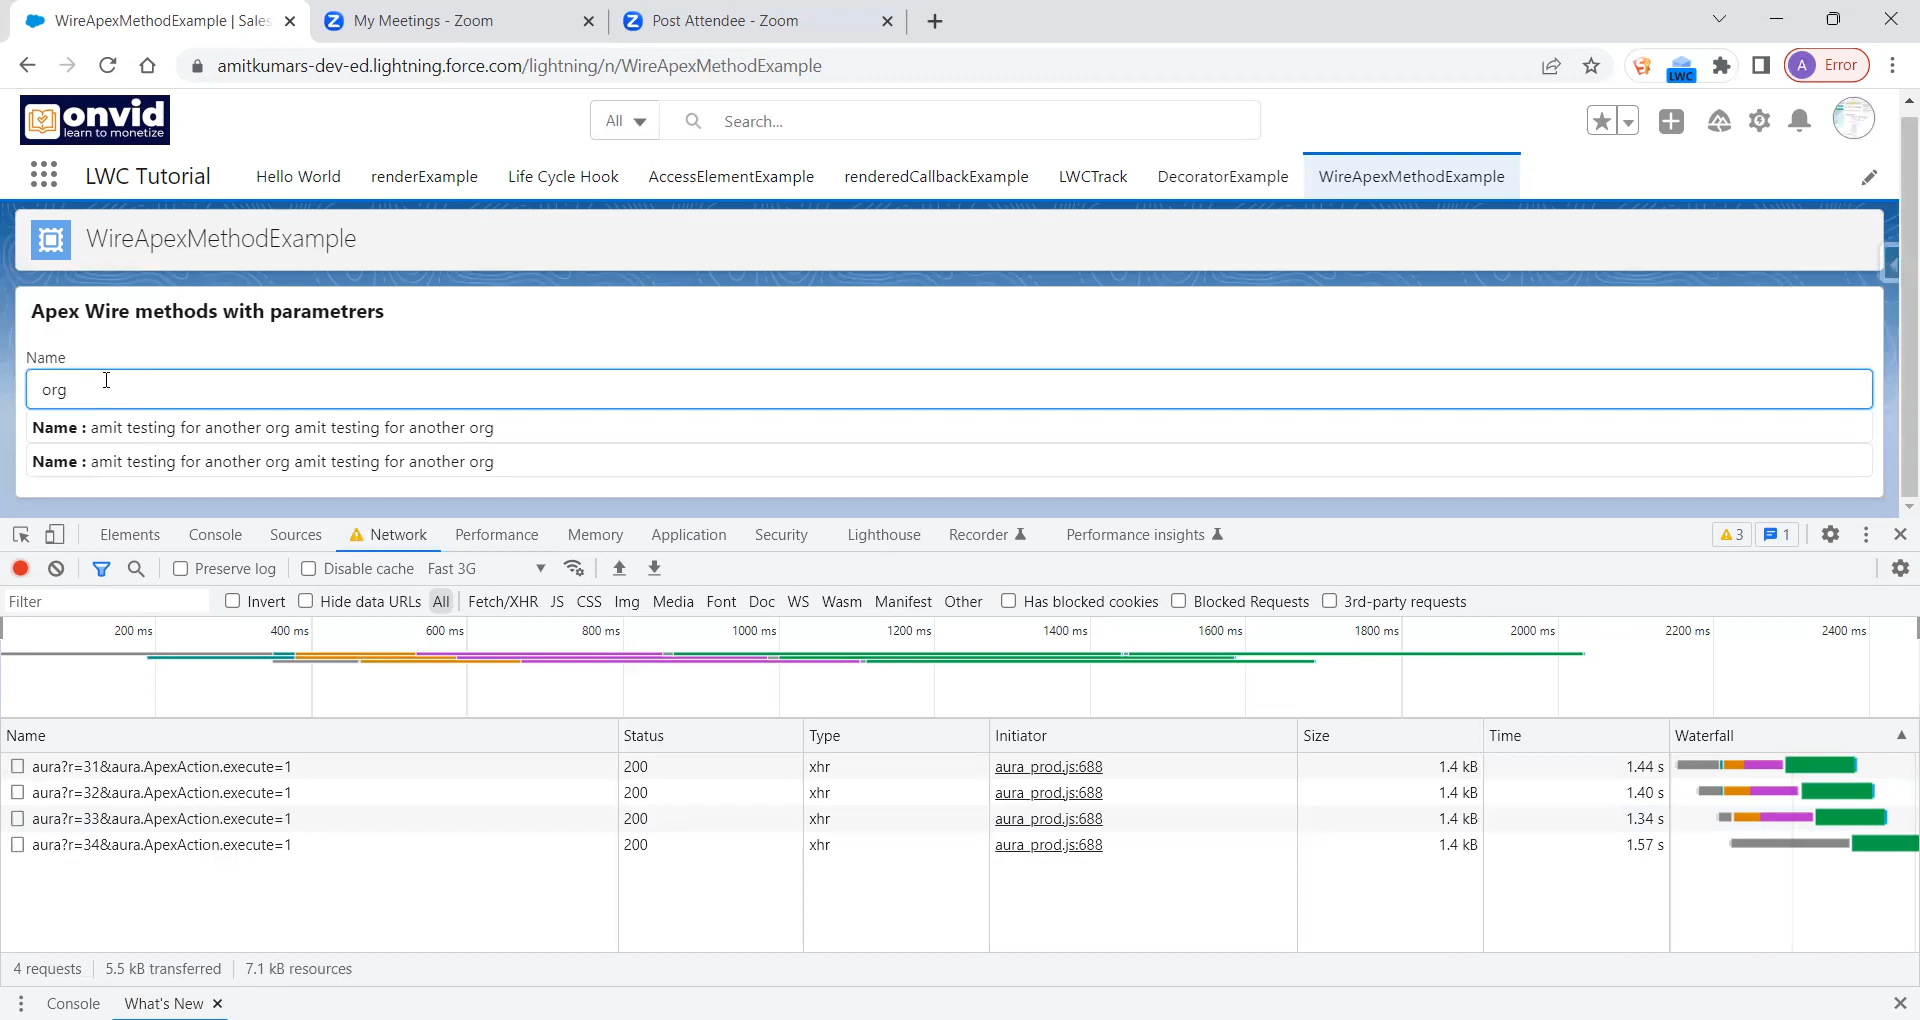 WireApexMethodExample | Sales
My Meetings - Zoom
Post Attendee - Zoom
amitkumars-dev-ed.lightning.force.com/lightning/n/WireApexMethodExample
LWC
A Error
onvid
learn to monetize
All
Search...
LWC Tutorial Hello World renderExample Life Cycle Hook AccessElementExample renderedCallbackExample LWCTrack DecoratorExample WireApexMethodExample
WireApexMethodExample
Apex Wire methods with parametrers
Name
org
Name : amit testing for another org amit testing for another org
Name : amit testing for another org amit testing for another org
Elements Console Sources Network Performance Memory Application Security Lighthouse Recorder Performance insights 3 1
Preserve log Disable cache Fast 3G
Filter Invert Hide data URLs All Fetch/XHR JS CSS Img Media Font Doc WS Wasm Manifest Other Has blocked cookies Blocked Requests 3rd-party requests
200 ms 400 ms 600 ms 800 ms 1000 ms 1200 ms 1400 ms 1600 ms 1800 ms 2000 ms 2200 ms 2400 ms
Name Status Type Initiator Size Time Waterfall
aura?r=31&aura.ApexAction.execute=1 200 xhr aura_prod.js:688 1.4 kB 1.44 s
aura?r=32&aura.ApexAction.execute=1 200 xhr aura_prod.js:688 1.4 kB 1.40 s
aura?r=33&aura.ApexAction.execute=1 200 xhr aura_prod.js:688 1.4 kB 1.34 s
aura?r=34&aura.ApexAction.execute=1 200 xhr aura_prod.js:688 1.4 kB 1.57 s
4 requests 5.5 kB transferred 7.1 kB resources
Console What's New